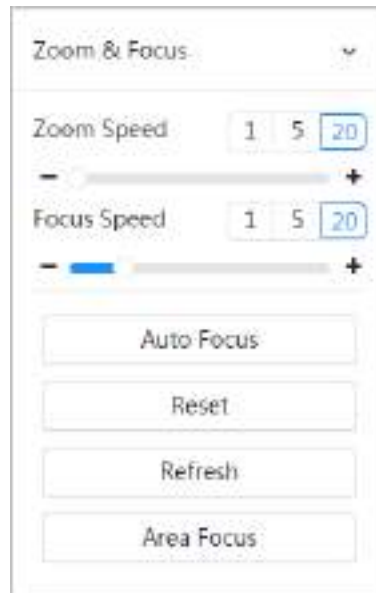 Zoom & Focus
Zoom Speed 1 5 20
− +
Focus Speed 1 5 20
− +
Auto Focus
Reset
Refresh
Area Focus